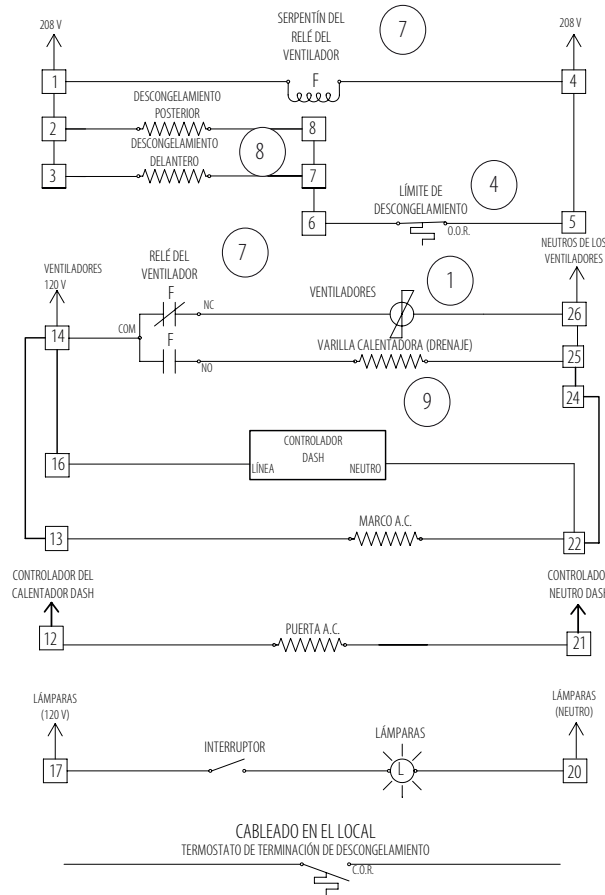 208 V
SERPENTÍN DEL
RELÉ DEL
VENTILADOR
7
208 V
1
F
4
DESCONGELAMIENTO
POSTERIOR
2
8
DESCONGELAMIENTO
DELANTERO
8
3
7
4
LÍMITE DE
DESCONGELAMIENTO
6
O.O.R.
5
NEUTROS DE LOS
VENTILADORES
RELÉ DEL
VENTILADOR
7
VENTILADORES
120 V
F
NC
VENTILADORES
1
26
14
COM
F
NO
VARILLA CALENTADORA (DRENAJE)
25
24
9
16
CONTROLADOR
DASH
LÍNEA
NEUTRO
13
MARCO A.C.
22
CONTROLADOR DEL
CALENTADOR DASH
CONTROLADO
NEUTRO DASH
12
PUERTA A.C.
21
LÁMPARAS
(120 V)
LÁMPARAS
(NEUTRO)
INTERRUPTOR
LÁMPARAS
17
L
20
CABLEADO EN EL LOCAL
TERMOSTATO DE TERMINACIÓN DE DESCONGELAMIENTO
C.O.R.